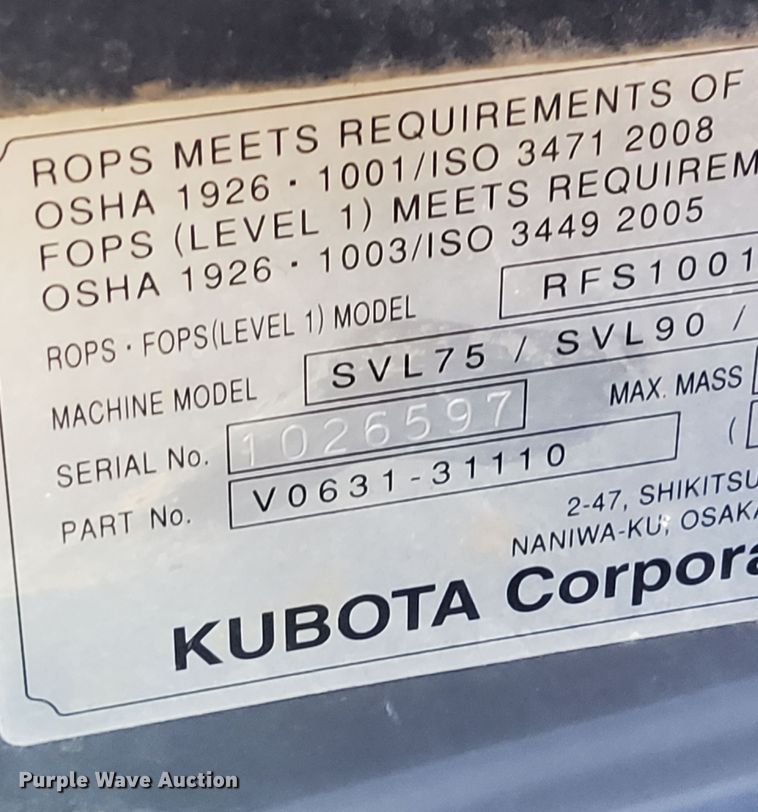 ROPS MEETS REQUIREMENTS OF
OSHA 1926 · 1001/ISO 3471 2008
FOPS (LEVEL 1) MEETS REQUIREM
OSHA 1926 · 1003/ISO 3449 2005
ROPS · FOPS(LEVEL 1) MODEL RFS1001
MACHINE MODEL SVL75 / SVL90 /
SERIAL No. 1026597 MAX. MASS
PART No. V0631-31110 (
2-47, SHIKITSU
NANIWA-KU, OSAKA
KUBOTA Corpora
Purple Wave Auction